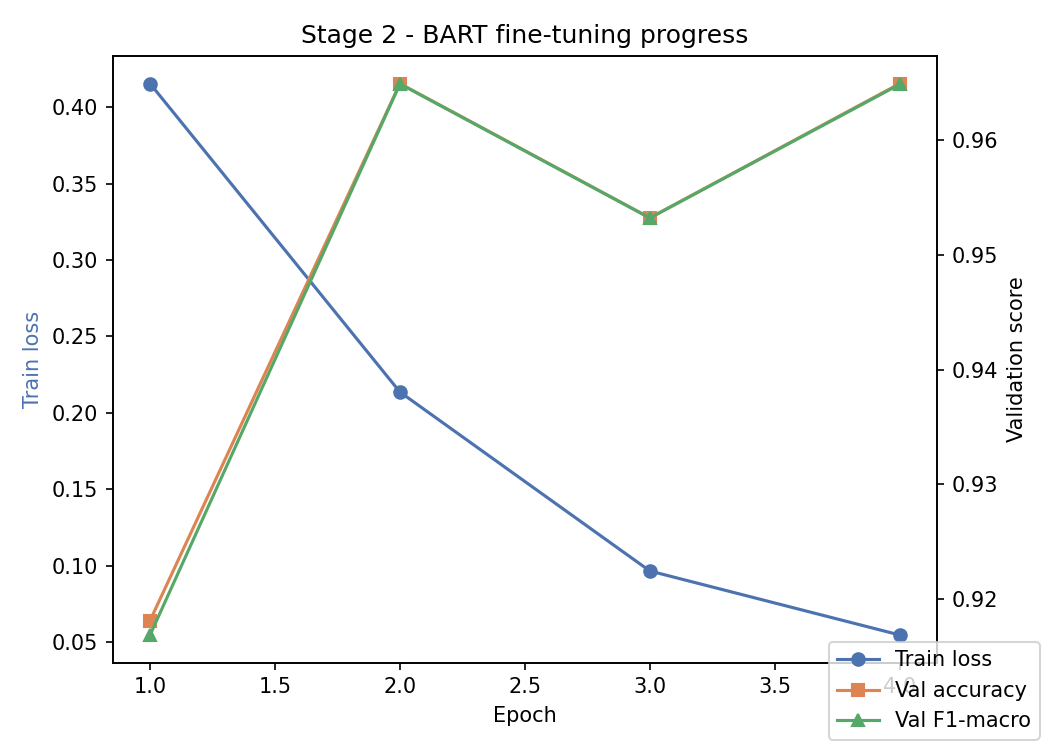 Stage 2 - BART fine-tuning progress
Train loss
0.40
0.35
0.30
0.25
0.20
0.15
0.10
0.05
0.96
0.95
0.94
0.93
0.92
Validation score
1.0 1.5 2.0 2.5 3.0 3.5 4.0
Epoch
Train loss
Val accuracy
Val F1-macro